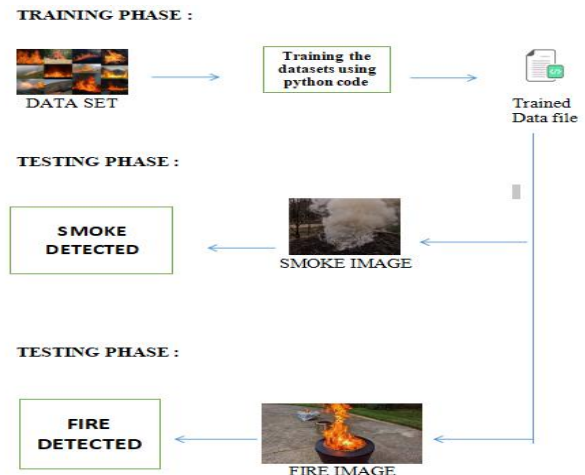 TRAINING PHASE :
Training the
datasets using
python code
DATA SET
Trained
Data file
TESTING PHASE :
SMOKE
DETECTED
SMOKE IMAGE
TESTING PHASE :
FIRE
DETECTED
FIRE IMAGE